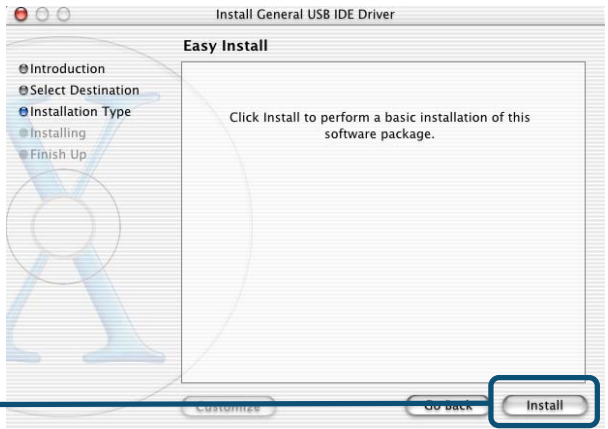 Install General USB IDE Driver
Easy Install
Introduction
Select Destination
Installation Type
Installing
Finish Up
Click Install to perform a basic installation of this
software package.
Customize
Go Back
Install